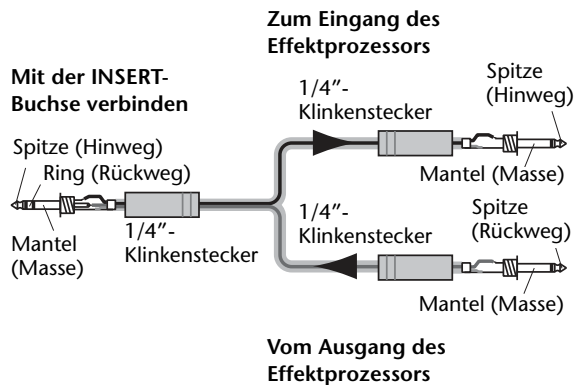 Zum Eingang des
Effektprozessors
Mit der INSERT-
Buchse verbinden
1/4″-
Klinkenstecker
Spitze
(Hinweg)
Mantel (Masse)
Spitze (Hinweg)
Ring (Rückweg)
Mantel
(Masse)
1/4″-
Klinkenstecker
1/4″-
Klinkenstecker
Spitze
(Rückweg)
Mantel (Masse)
Vom Ausgang des
Effektprozessors